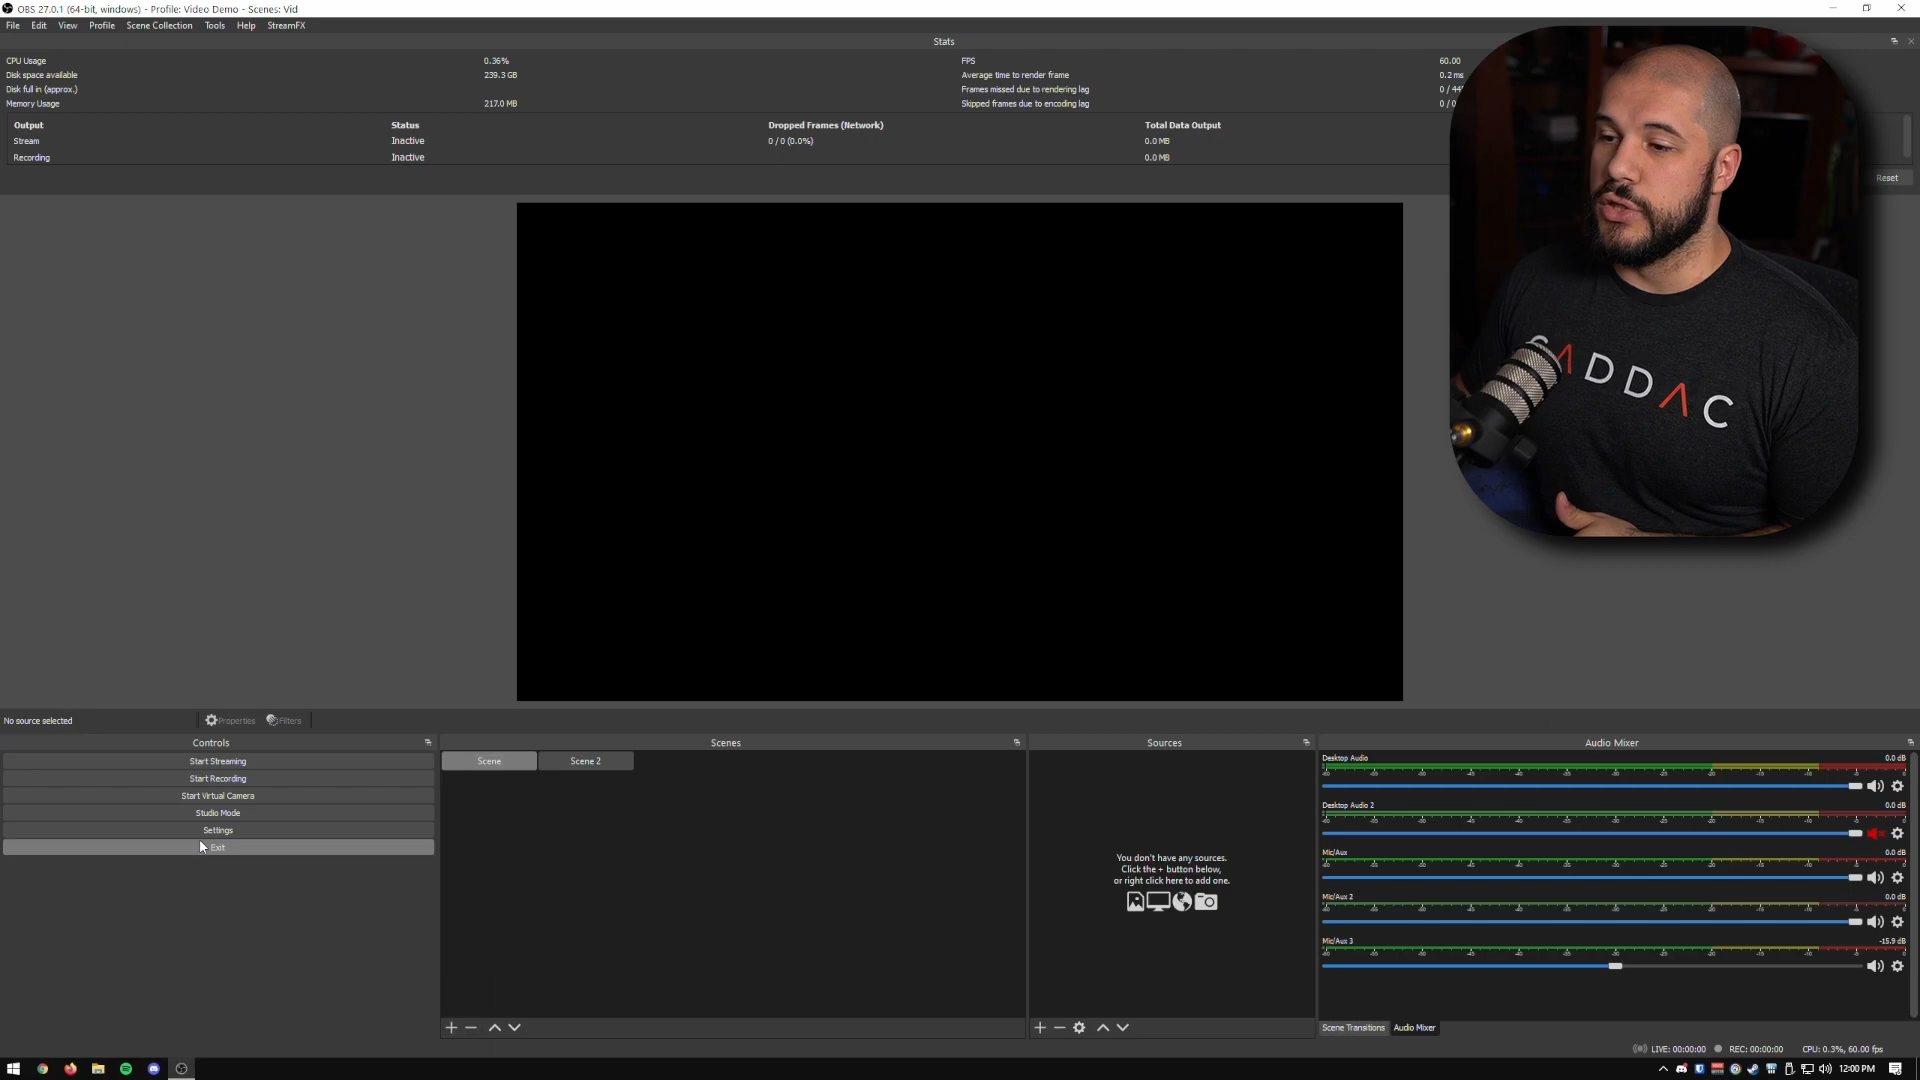 OBS 27.0.1 (64-bit, windows) - Profile: Video Demo - Scenes: Vid
File Edit View Profile Scene Collection Tools Help StreamFX
Stats
CPU Usage 0.36% FPS 60.00
Disk space available 239.3 GB Average time to render frame 0.2 ms
Disk full in (approx.) Frames missed due to rendering lag
Memory Usage 217.0 MB Skipped frames due to encoding lag
Output Status Dropped Frames (Network) Total Data Output
Stream Inactive 0 / 0 (0.0%) 0.0 MB
Recording Inactive 0.0 MB
Reset
DDAC
No source selected Properties Filters
Controls
Start Streaming
Start Recording
Start Virtual Camera
Studio Mode
Settings
Exit
Scenes
Scene Scene 2
Sources
You don't have any sources.
Click the + button below,
or right click here to add one.
Audio Mixer
Desktop Audio 0.0 dB
Desktop Audio 2 0.0 dB
Mic/Aux 0.0 dB
Mic/Aux 2 0.0 dB
Mic/Aux 3 -15.9 dB
Scene Transitions Audio Mixer
LIVE: 00:00:00 REC: 00:00:00 CPU: 0.3%, 60.00 fps
12:00 PM